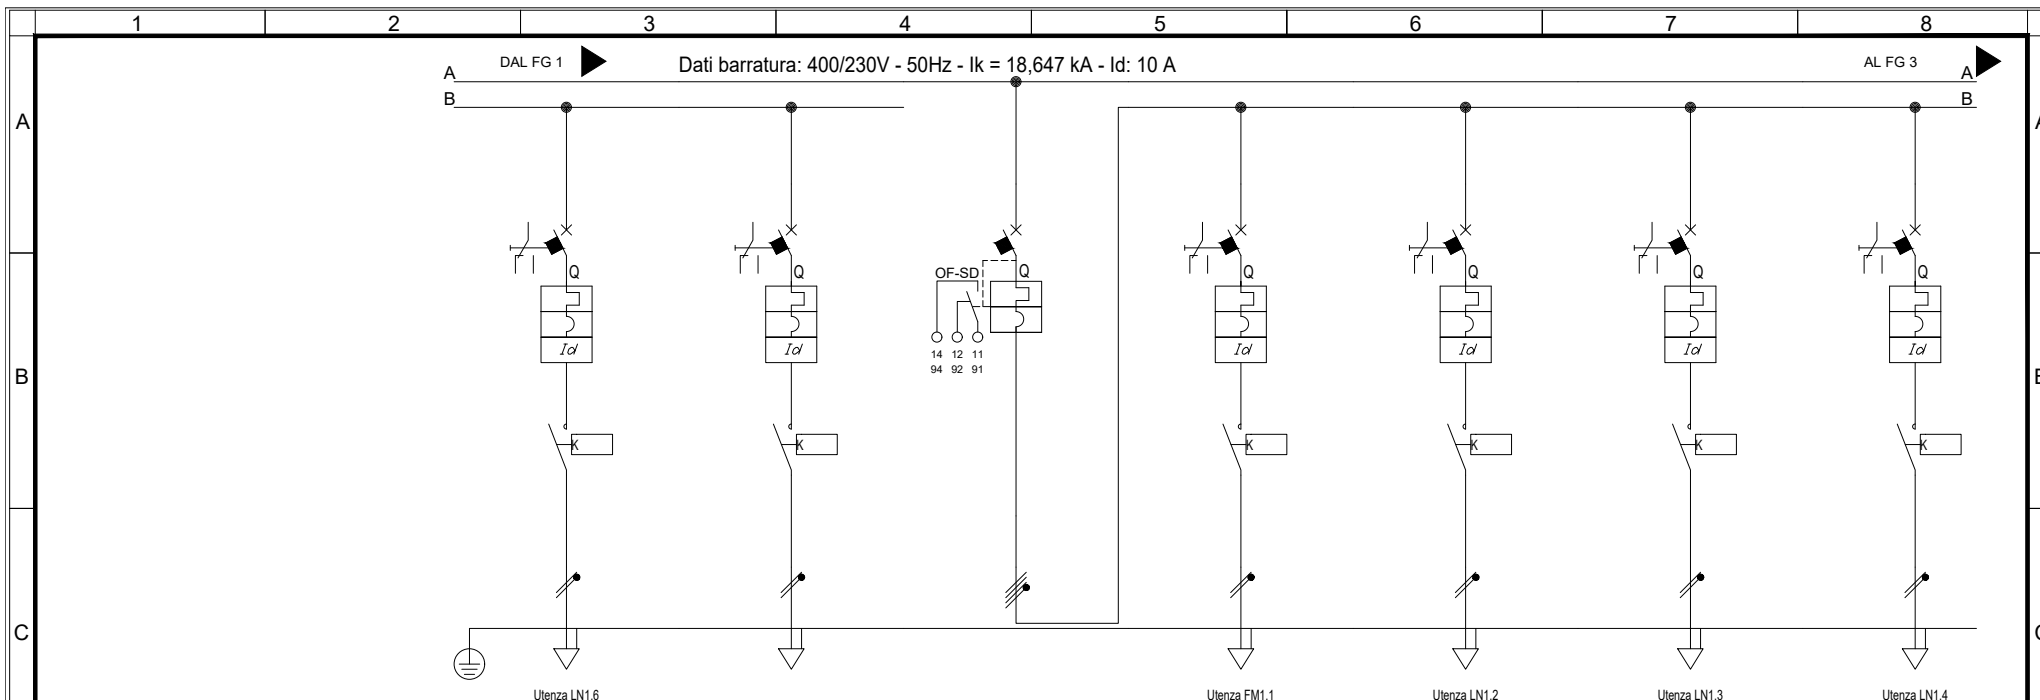 1 2 3 4 5 6 7 8
DAL FG 1 Dati barratura: 400/230V - 50Hz - Ik = 18,647 kA - Id: 10 A AL FG 3
A A
B B
A A
Q Q OF-SD Q Q Q Q Q
Id Id Id Id Id Id
14 12 11
94 92 91
B
K K K K K K
C
Utenza LN1.6 Utenza FM1.1 Utenza LN1.2 Utenza LN1.3 Utenza LN1.4